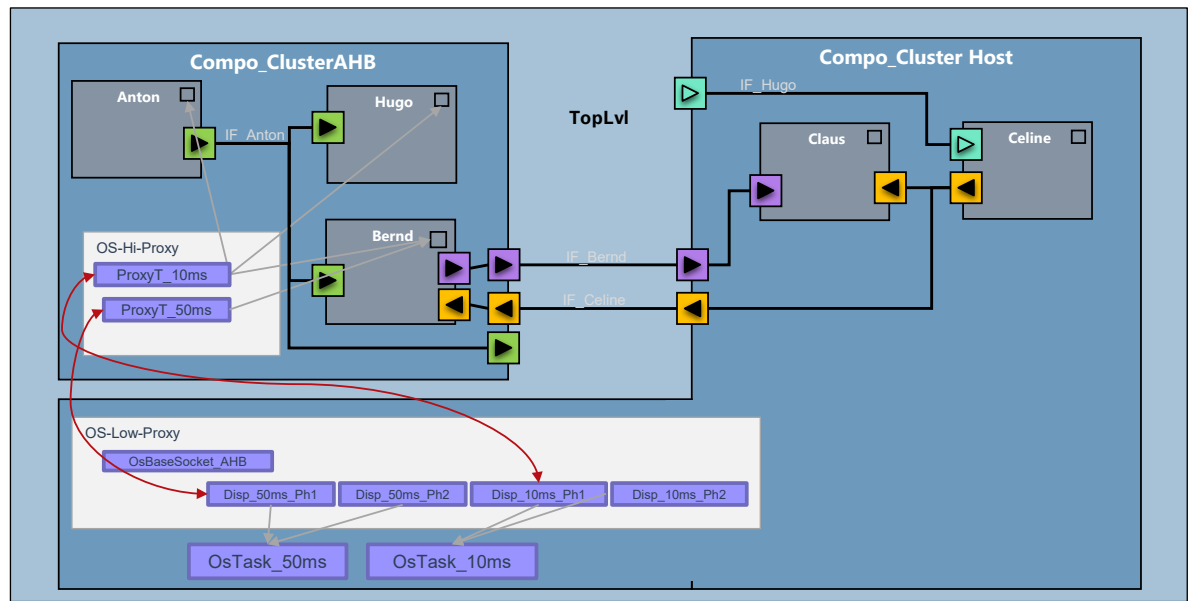 Compo_ClusterAHB
Compo_Cluster Host
Anton
Hugo
IF_Anton
TopLvl
IF_Hugo
Claus
Celine
Bernd
OS-Hi-Proxy
ProxyT_10ms
ProxyT_50ms
IF_Bernd
IF_Celine
OS-Low-Proxy
OsBaseSocket_AHB
Disp_50ms_Ph1
Disp_50ms_Ph2
Disp_10ms_Ph1
Disp_10ms_Ph2
OsTask_50ms
OsTask_10ms